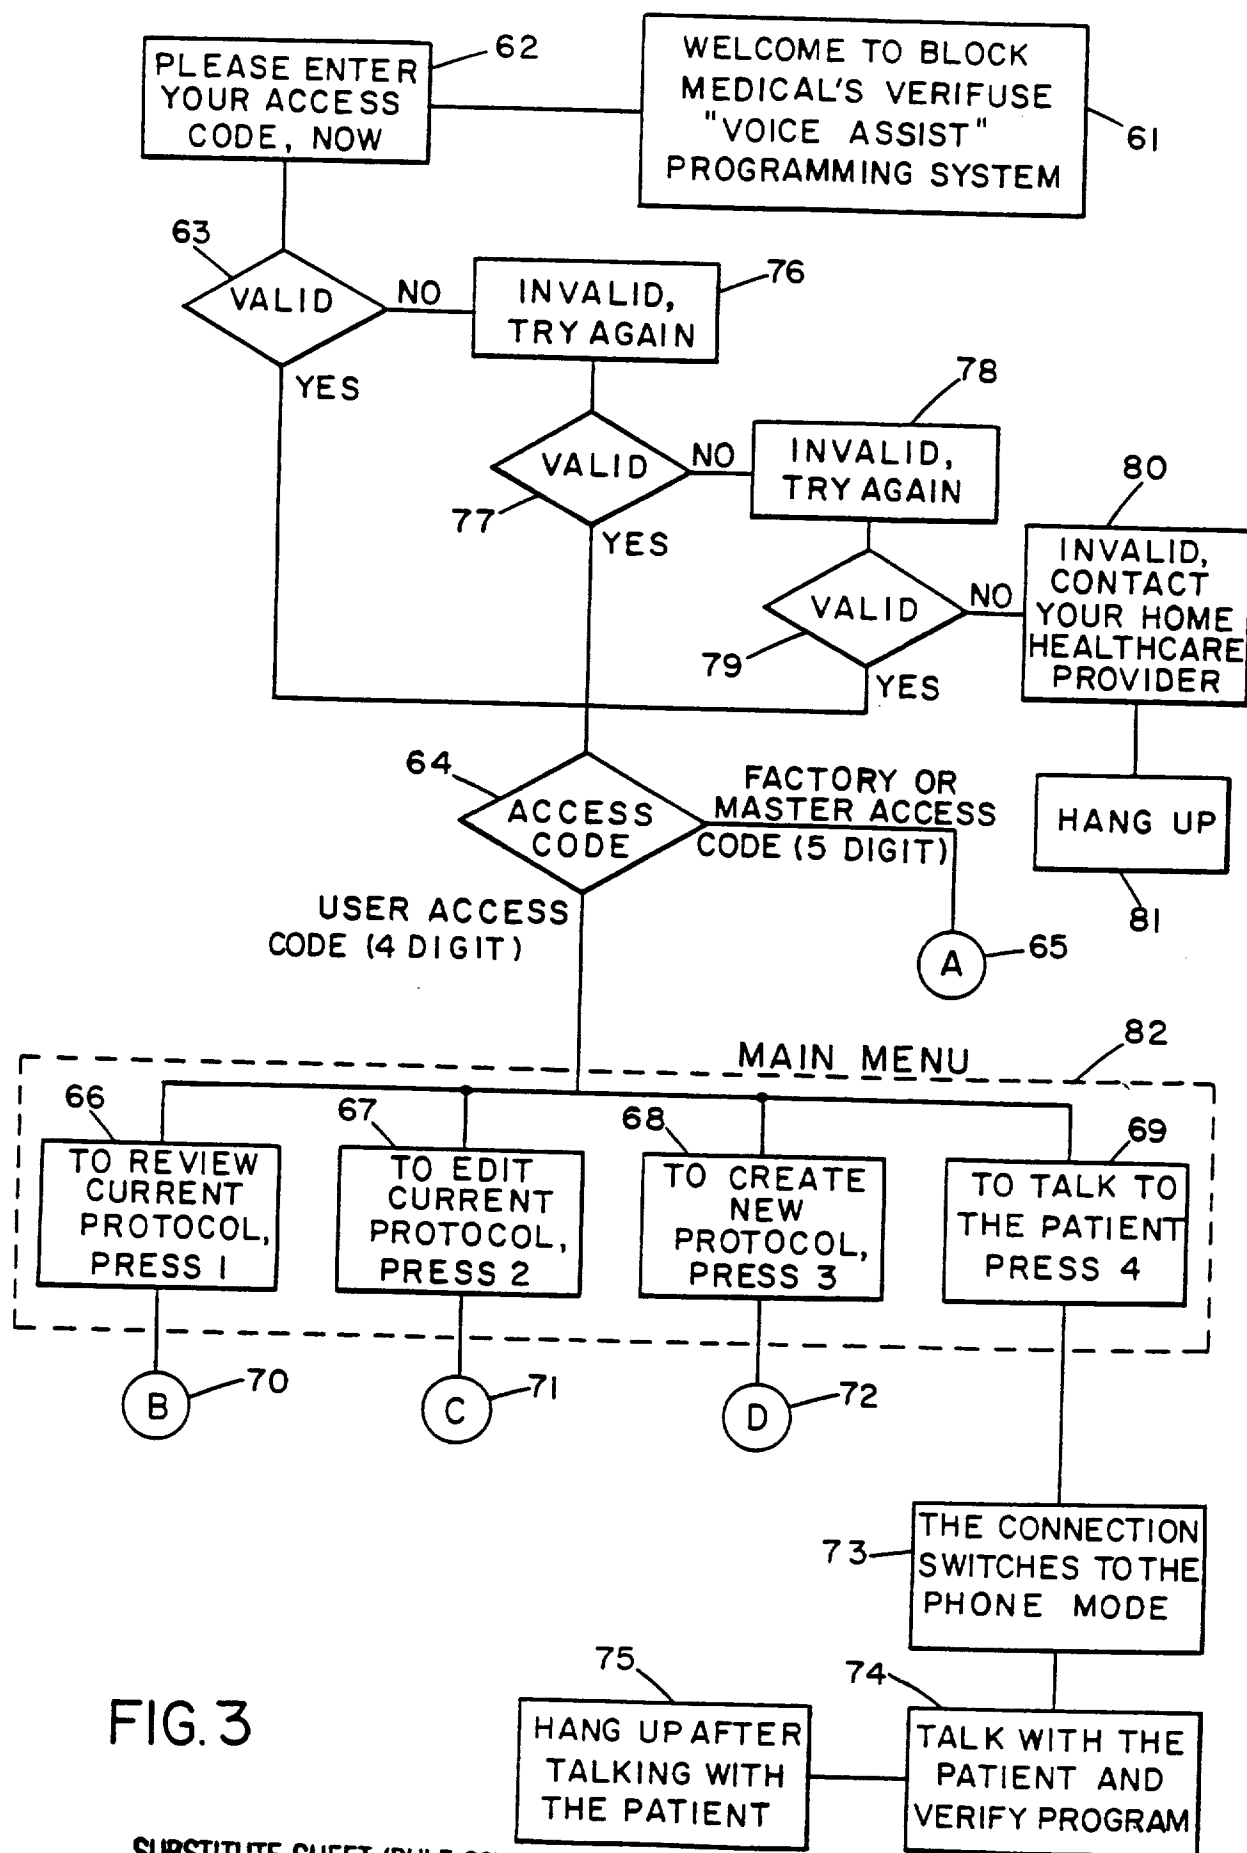 PLEASE ENTER
YOUR ACCESS
CODE, NOW
62
WELCOME TO BLOCK
MEDICAL'S VERIFUSE
"VOICE ASSIST"
PROGRAMMING SYSTEM
61
63
VALID
NO
YES
INVALID,
TRY AGAIN
76
VALID
77
NO
YES
INVALID,
TRY AGAIN
78
VALID
79
NO
YES
80
INVALID,
CONTACT
YOUR HOME
HEALTHCARE
PROVIDER
HANG UP
81
64
ACCESS
CODE
FACTORY OR
MASTER ACCESS
CODE (5 DIGIT)
A
65
USER ACCESS
CODE (4 DIGIT)
MAIN MENU
82
66
TO REVIEW
CURRENT
PROTOCOL,
PRESS 1
67
TO EDIT
CURRENT
PROTOCOL,
PRESS 2
68
TO CREATE
NEW
PROTOCOL,
PRESS 3
69
TO TALK TO
THE PATIENT
PRESS 4
B
70
C
71
D
72
73
THE CONNECTION
SWITCHES TO THE
PHONE MODE
74
TALK WITH THE
PATIENT AND
VERIFY PROGRAM
75
HANG UP AFTER
TALKING WITH
THE PATIENT
FIG. 3
SUBSTITUTE SHEET